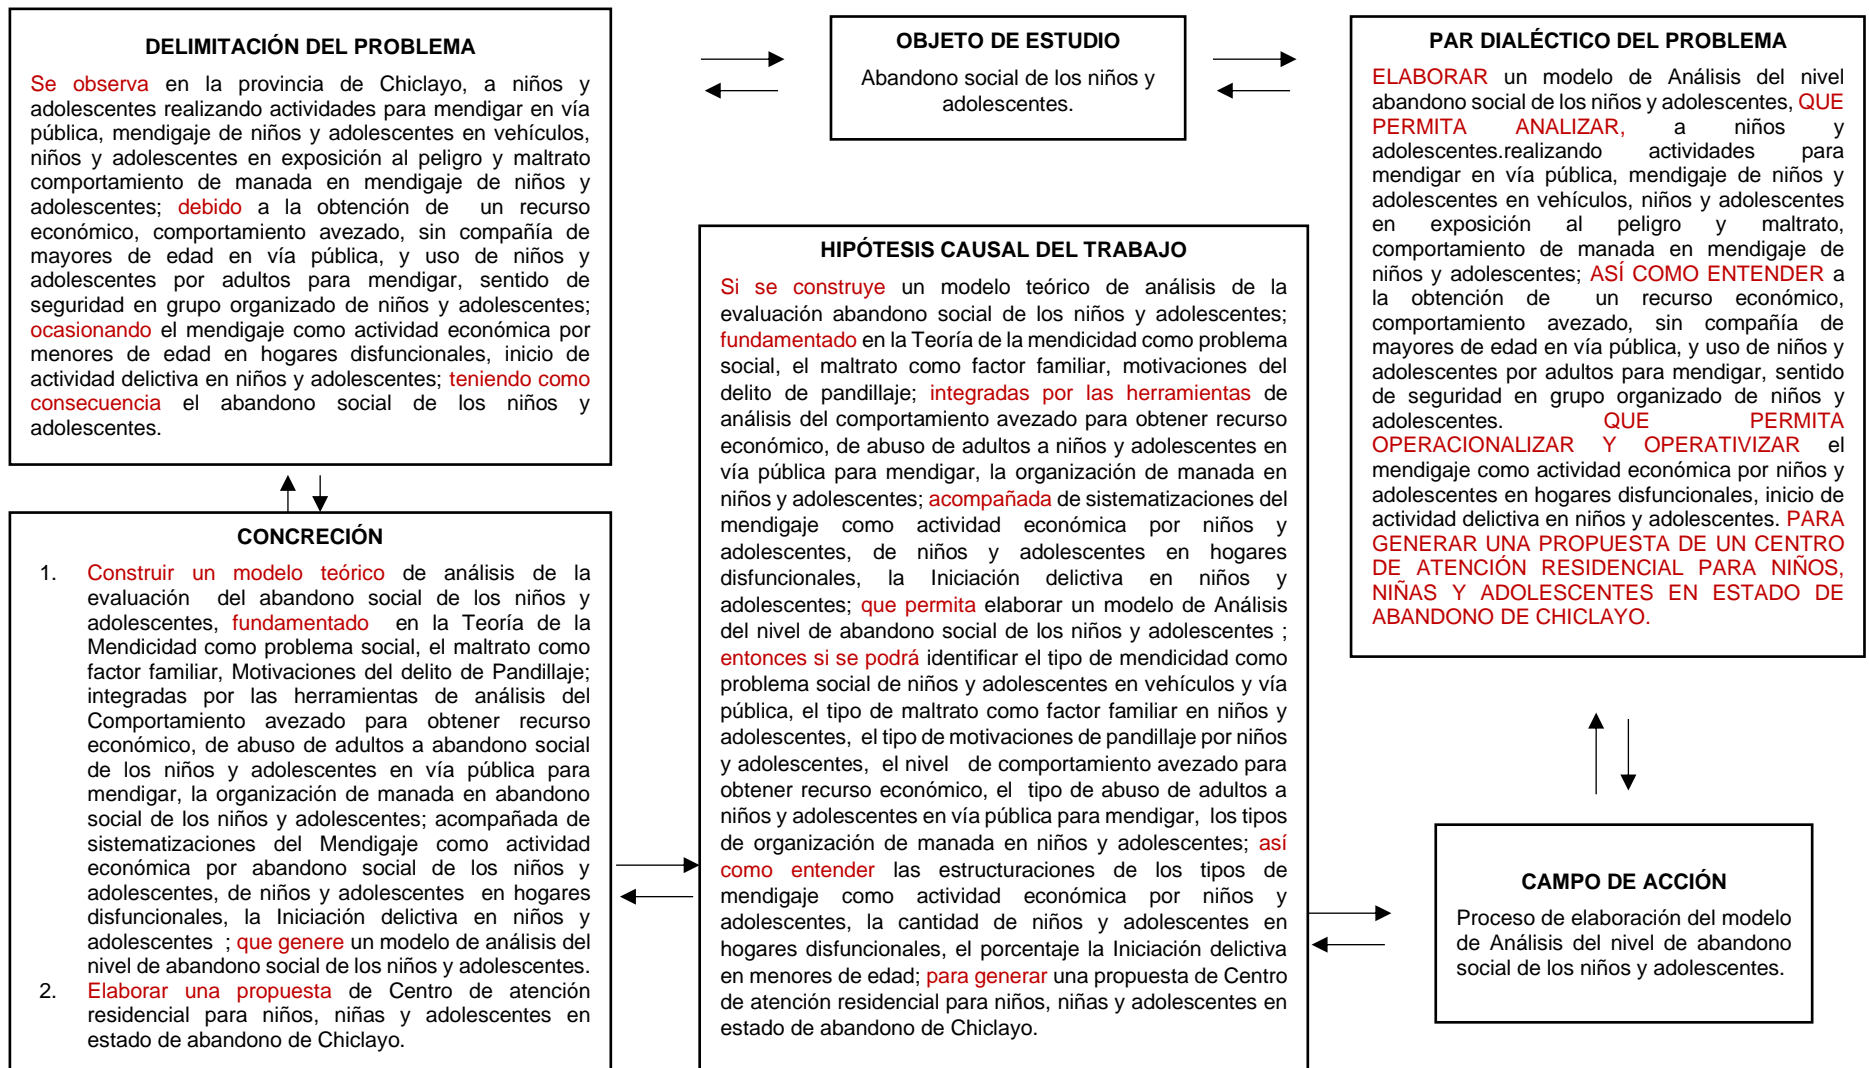 DELIMITACIÓN DEL PROBLEMA
Se observa en la provincia de Chiclayo, a niños y
adolescentes realizando actividades para mendigar en vía
pública, mendigaje de niños y adolescentes en vehículos,
niños y adolescentes en exposición al peligro y maltrato
comportamiento de manada en mendigaje de niños y
adolescentes; debido a la obtención de un recurso
económico, comportamiento avezado, sin compañía de
mayores de edad en vía pública, y uso de niños y
adolescentes por adultos para mendigar, sentido de
seguridad en grupo organizado de niños y adolescentes;
ocasionando el mendigaje como actividad económica por
menores de edad en hogares disfuncionales, inicio de
actividad delictiva en niños y adolescentes; teniendo como
consecuencia el abandono social de los niños y
adolescentes.
OBJETO DE ESTUDIO
Abandono social de los niños y
adolescentes.
PAR DIALÉCTICO DEL PROBLEMA
ELABORAR un modelo de Análisis del nivel
abandono social de los niños y adolescentes, QUE
PERMITA ANALIZAR, a niños y
adolescentes.realizando actividades para
mendigar en vía pública, mendigaje de niños y
adolescentes en vehículos, niños y adolescentes
en exposición al peligro y maltrato,
comportamiento de manada en mendigaje de
niños y adolescentes; ASÍ COMO ENTENDER a
la obtención de un recurso económico,
comportamiento avezado, sin compañía de
mayores de edad en vía pública, y uso de niños y
adolescentes por adultos para mendigar, sentido
de seguridad en grupo organizado de niños y
adolescentes. QUE PERMITA
OPERACIONALIZAR Y OPERATIVIZAR el
mendigaje como actividad económica por niños y
adolescentes en hogares disfuncionales, inicio de
actividad delictiva en niños y adolescentes. PARA
GENERAR UNA PROPUESTA DE UN CENTRO
DE ATENCIÓN RESIDENCIAL PARA NIÑOS,
NIÑAS Y ADOLESCENTES EN ESTADO DE
ABANDONO DE CHICLAYO.
HIPÓTESIS CAUSAL DEL TRABAJO
Si se construye un modelo teórico de análisis de la
evaluación abandono social de los niños y adolescentes;
fundamentado en la Teoría de la mendicidad como problema
social, el maltrato como factor familiar, motivaciones del
delito de pandillaje; integradas por las herramientas de
análisis del comportamiento avezado para obtener recurso
económico, de abuso de adultos a niños y adolescentes en
vía pública para mendigar, la organización de manada en
niños y adolescentes; acompañada de sistematizaciones del
mendigaje como actividad económica por niños y
adolescentes, de niños y adolescentes en hogares
disfuncionales, la Iniciación delictiva en niños y
adolescentes; que permita elaborar un modelo de Análisis
del nivel de abandono social de los niños y adolescentes ;
entonces si se podrá identificar el tipo de mendicidad como
problema social de niños y adolescentes en vehículos y vía
pública, el tipo de maltrato como factor familiar en niños y
adolescentes, el tipo de motivaciones de pandillaje por niños
y adolescentes, el nivel de comportamiento avezado para
obtener recurso económico, el tipo de abuso de adultos a
niños y adolescentes en vía pública para mendigar, los tipos
de organización de manada en niños y adolescentes; así
como entender las estructuraciones de los tipos de
mendigaje como actividad económica por niños y
adolescentes, la cantidad de niños y adolescentes en
hogares disfuncionales, el porcentaje la Iniciación delictiva
en menores de edad; para generar una propuesta de Centro
de atención residencial para niños, niñas y adolescentes en
estado de abandono de Chiclayo.
CONCRECIÓN
1. Construir un modelo teórico de análisis de la
evaluación del abandono social de los niños y
adolescentes, fundamentado en la Teoría de la
Mendicidad como problema social, el maltrato como
factor familiar, Motivaciones del delito de Pandillaje;
integradas por las herramientas de análisis del
Comportamiento avezado para obtener recurso
económico, de abuso de adultos a abandono social
de los niños y adolescentes en vía pública para
mendigar, la organización de manada en abandono
social de los niños y adolescentes; acompañada de
sistematizaciones del Mendigaje como actividad
económica por abandono social de los niños y
adolescentes, de niños y adolescentes en hogares
disfuncionales, la Iniciación delictiva en niños y
adolescentes ; que genere un modelo de análisis del
nivel de abandono social de los niños y adolescentes.
2. Elaborar una propuesta de Centro de atención
residencial para niños, niñas y adolescentes en
estado de abandono de Chiclayo.
CAMPO DE ACCIÓN
Proceso de elaboración del modelo
de Análisis del nivel de abandono
social de los niños y adolescentes.